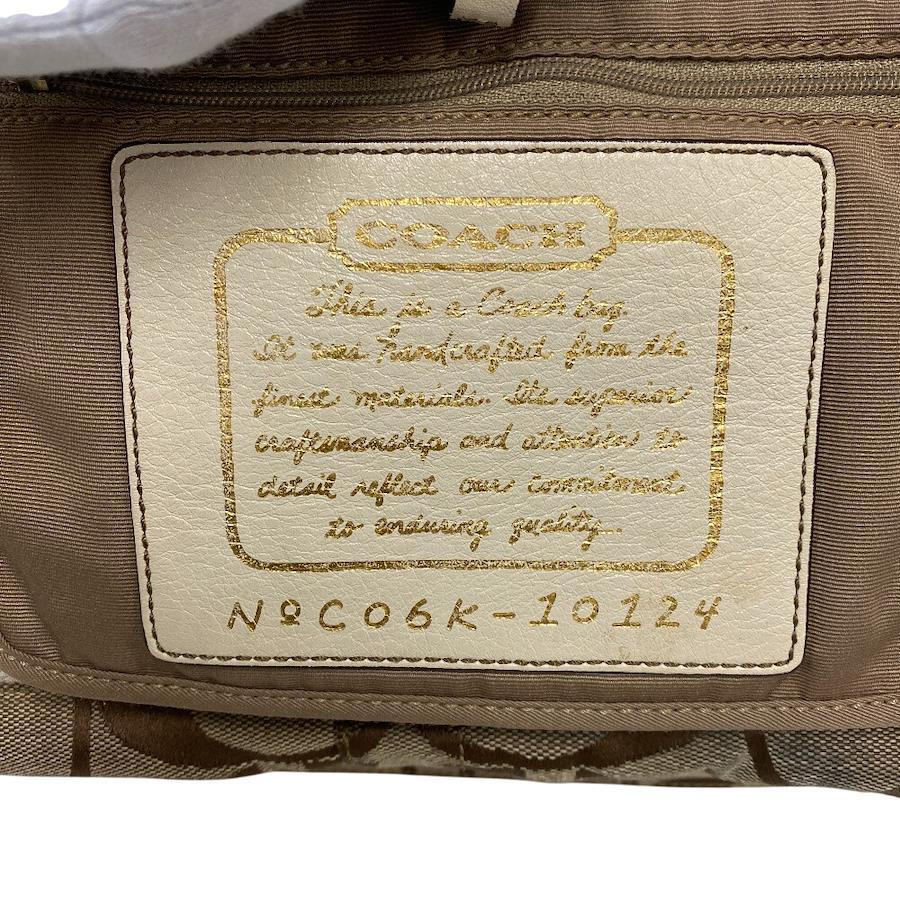 COACH
This is a Coach bag.
It was handcrafted from the
finest materials. Its superior
craftsmanship and attention to
detail reflect our commitment
to enduring quality.
Nº C06K-10124